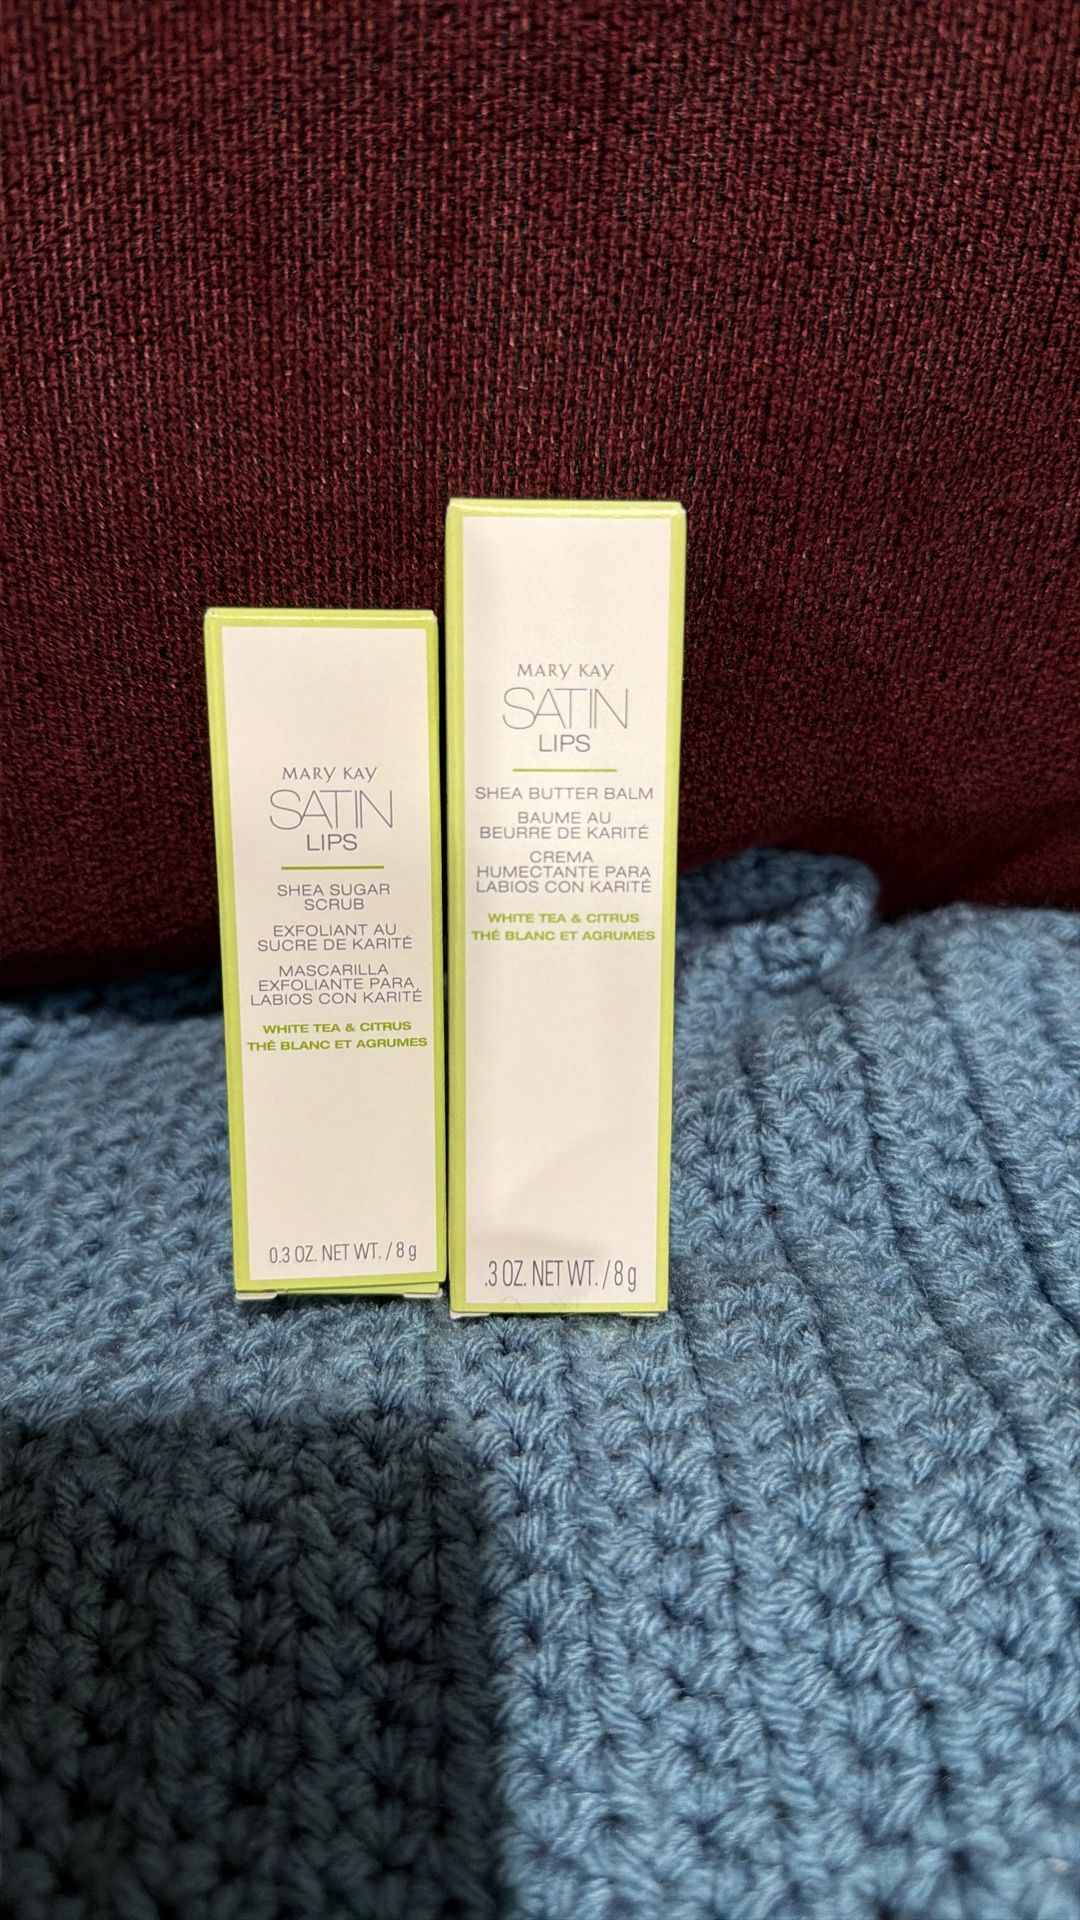 MARY KAY
SATIN
LIPS
SHEA SUGAR
SCRUB
EXFOLIANT AU
SUCRE DE KARITÉ
MASCARILLA
EXFOLIANTE PARA
LABIOS CON KARITÉ
WHITE TEA & CITRUS
THÉ BLANC ET AGRUMES
0.3 OZ. NET WT. / 8 g
MARY KAY
SATIN
LIPS
SHEA BUTTER BALM
BAUME AU
BEURRE DE KARITÉ
CREMA
HUMECTANTE PARA
LABIOS CON KARITÉ
WHITE TEA & CITRUS
THÉ BLANC ET AGRUMES
.3 OZ. NET WT. / 8 g